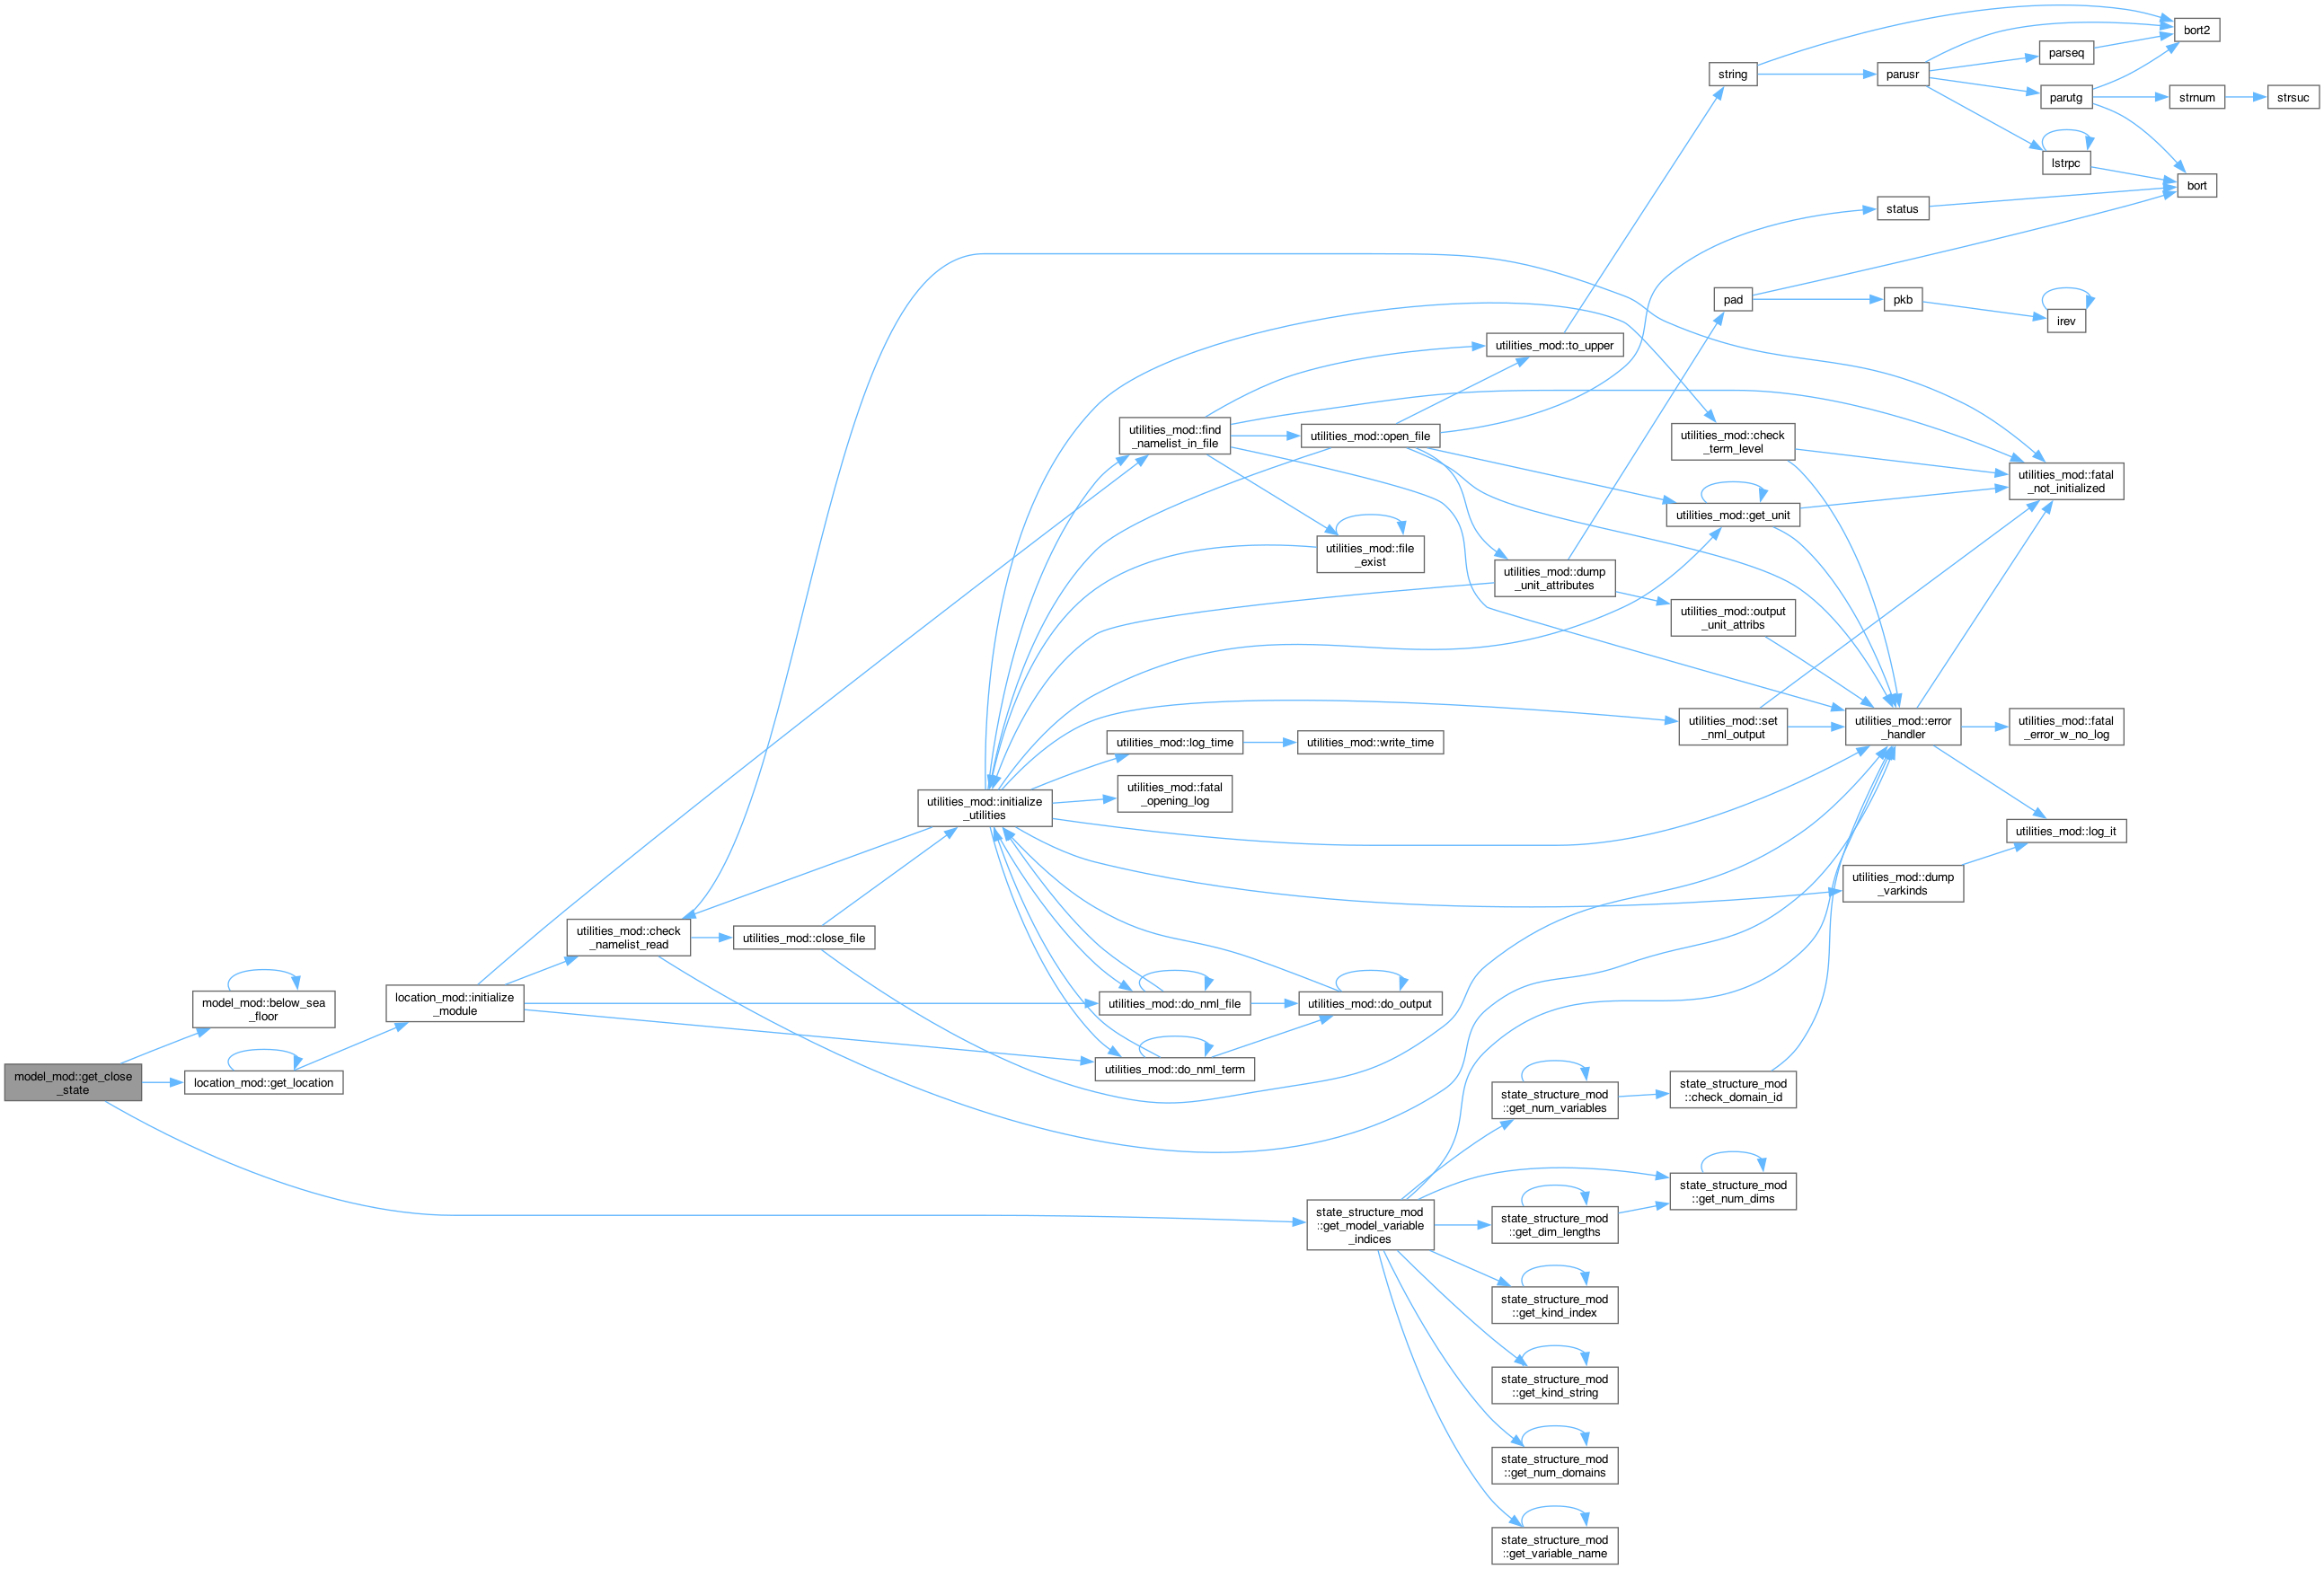 bort2
parseq
string
parusr
parutg
strnum
strsuc
lstrpc
bort
status
pad
pkb
irev
utilities_mod::to_upper
utilities_mod::find
_namelist_in_file
utilities_mod::open_file
utilities_mod::check
_term_level
utilities_mod::fatal
_not_initialized
utilities_mod::get_unit
utilities_mod::file
_exist
utilities_mod::dump
_unit_attributes
utilities_mod::output
_unit_attribs
utilities_mod::set
_nml_output
utilities_mod::error
_handler
utilities_mod::fatal
_error_w_no_log
utilities_mod::log_time
utilities_mod::write_time
utilities_mod::fatal
_opening_log
utilities_mod::initialize
_utilities
utilities_mod::log_it
utilities_mod::dump
_varkinds
utilities_mod::check
_namelist_read
utilities_mod::close_file
model_mod::below_sea
_floor
location_mod::initialize
_module
utilities_mod::do_nml_file
utilities_mod::do_output
model_mod::get_close
_state
location_mod::get_location
utilities_mod::do_nml_term
state_structure_mod
::get_num_variables
state_structure_mod
::check_domain_id
state_structure_mod
::get_num_dims
state_structure_mod
::get_model_variable
_indices
state_structure_mod
::get_dim_lengths
state_structure_mod
::get_kind_index
state_structure_mod
::get_kind_string
state_structure_mod
::get_num_domains
state_structure_mod
::get_variable_name